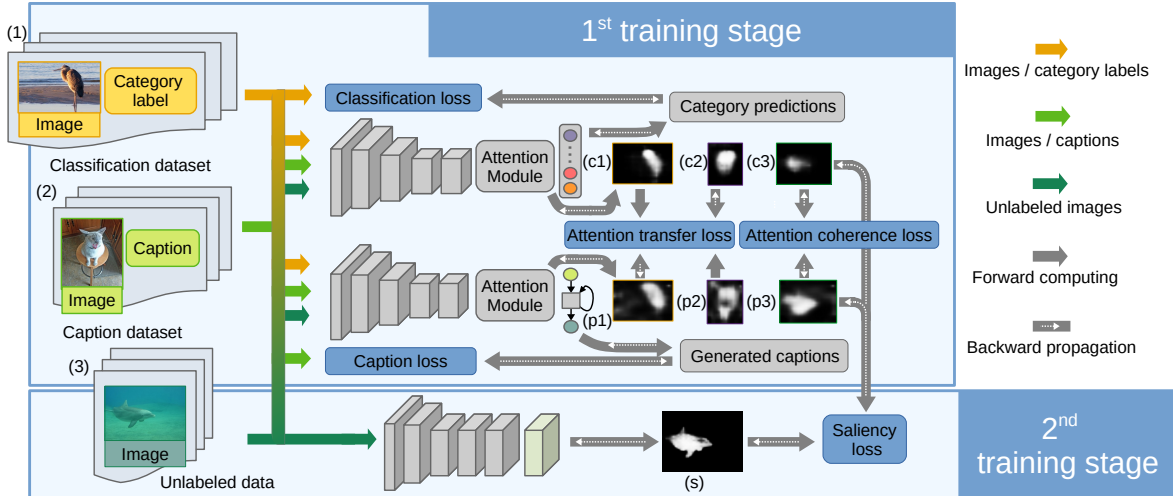 1st training stage
(1)
Category
label
Image
Classification dataset
(2)
Caption
Image
Caption dataset
(3)
Image
Unlabeled data
Classification loss
Category predictions
Attention
Module
(c1)
(c2)
(c3)
Attention transfer loss
Attention coherence loss
Attention
Module
(p1)
(p2)
(p3)
Caption loss
Generated captions
(s)
Saliency
loss
2nd
training stage
Images / category labels
Images / captions
Unlabeled images
Forward computing
Backward propagation